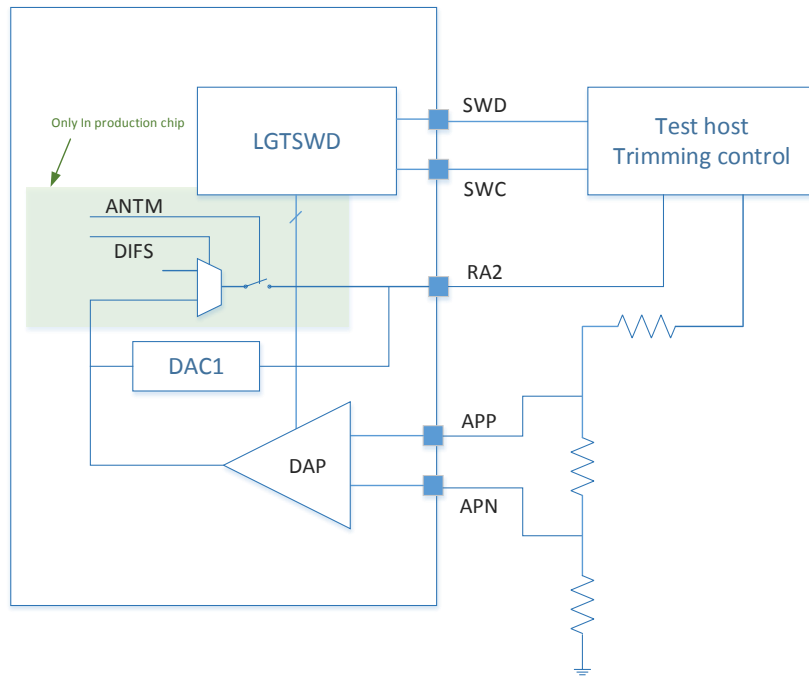 SWD
Only In production chip
LGTSWD
Test host
Trimming control
ANTM
SWC
DIFS
RA2
DAC1
APP
DAP
APN